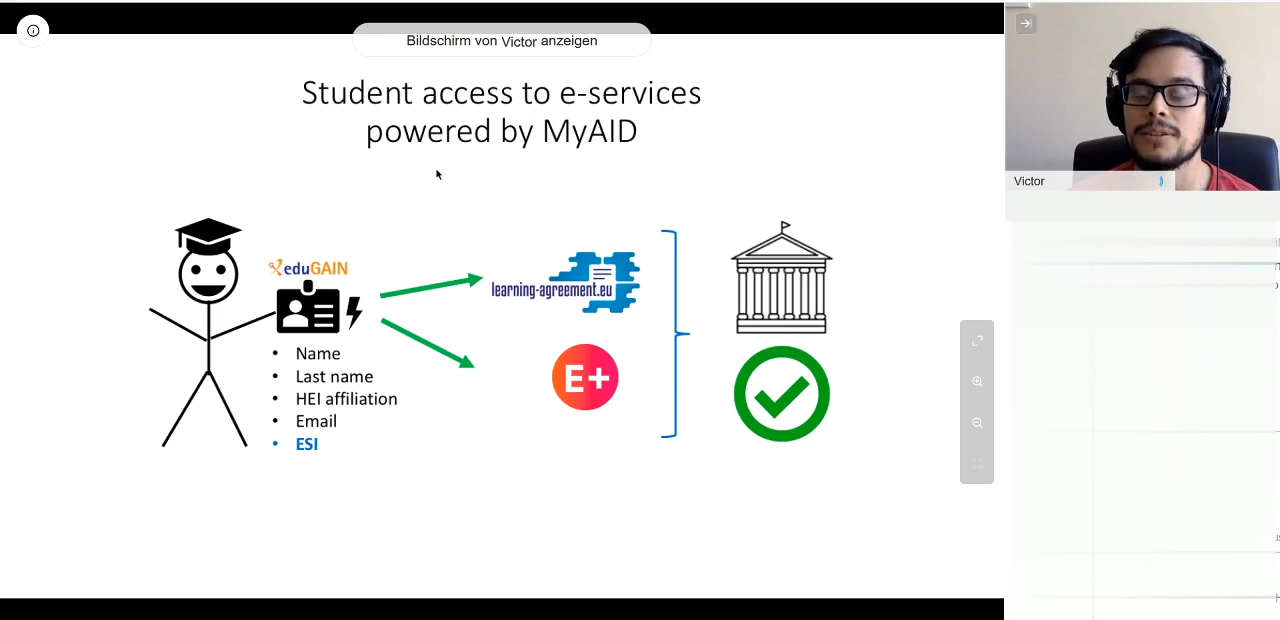 Bildschirm von Victor anzeigen
Student access to e-services
powered by MyAID
eduGAIN
learning-agreement.eu
E+
• Name
• Last name
• HEI affiliation
• Email
• ESI
Victor